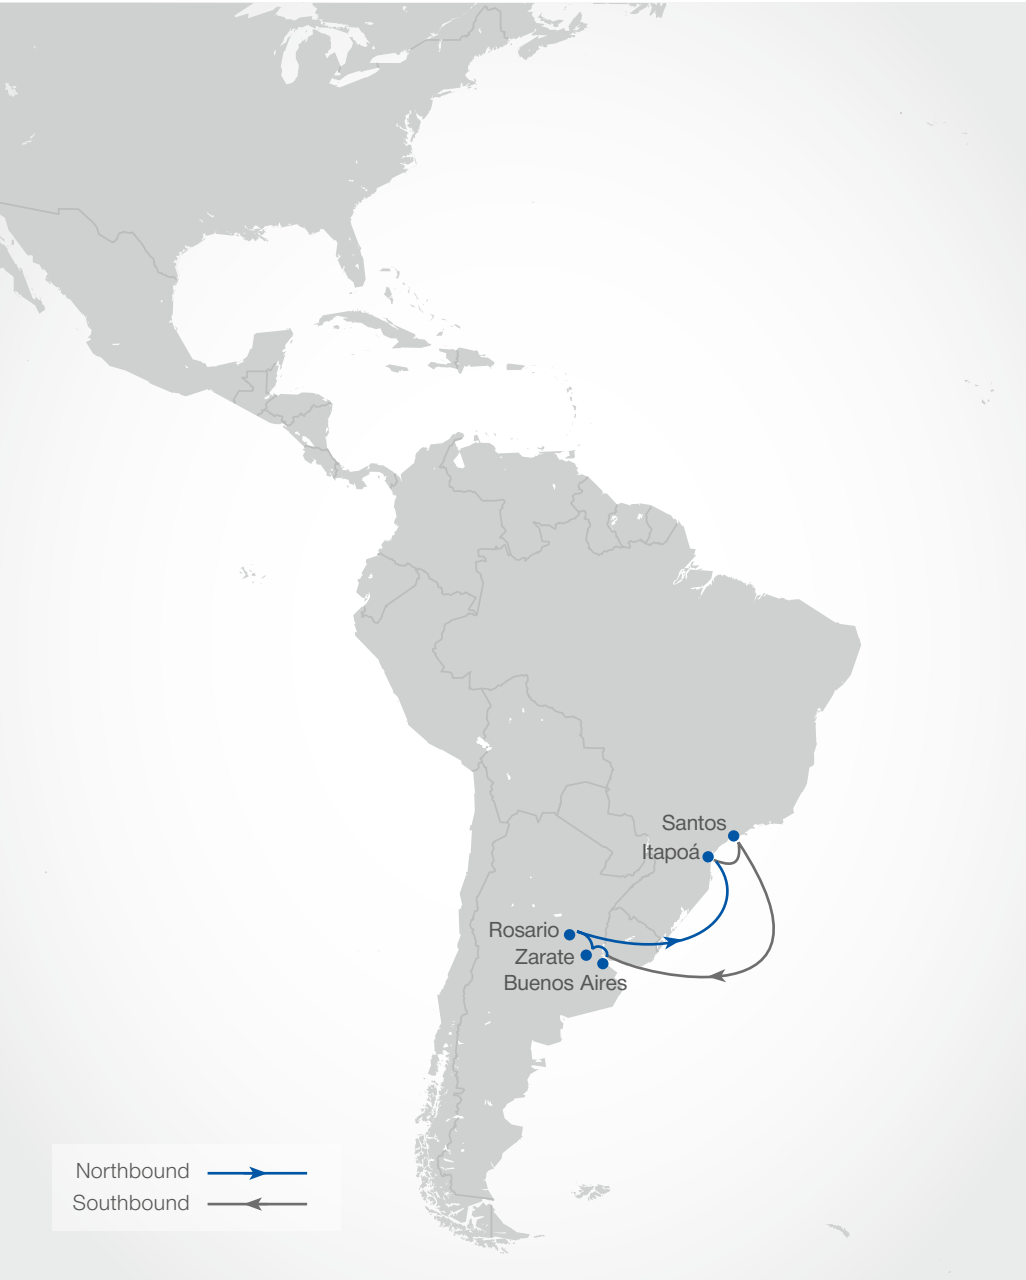 Santos
Itapoá
Rosario
Zarate
Buenos Aires
Northbound
Southbound